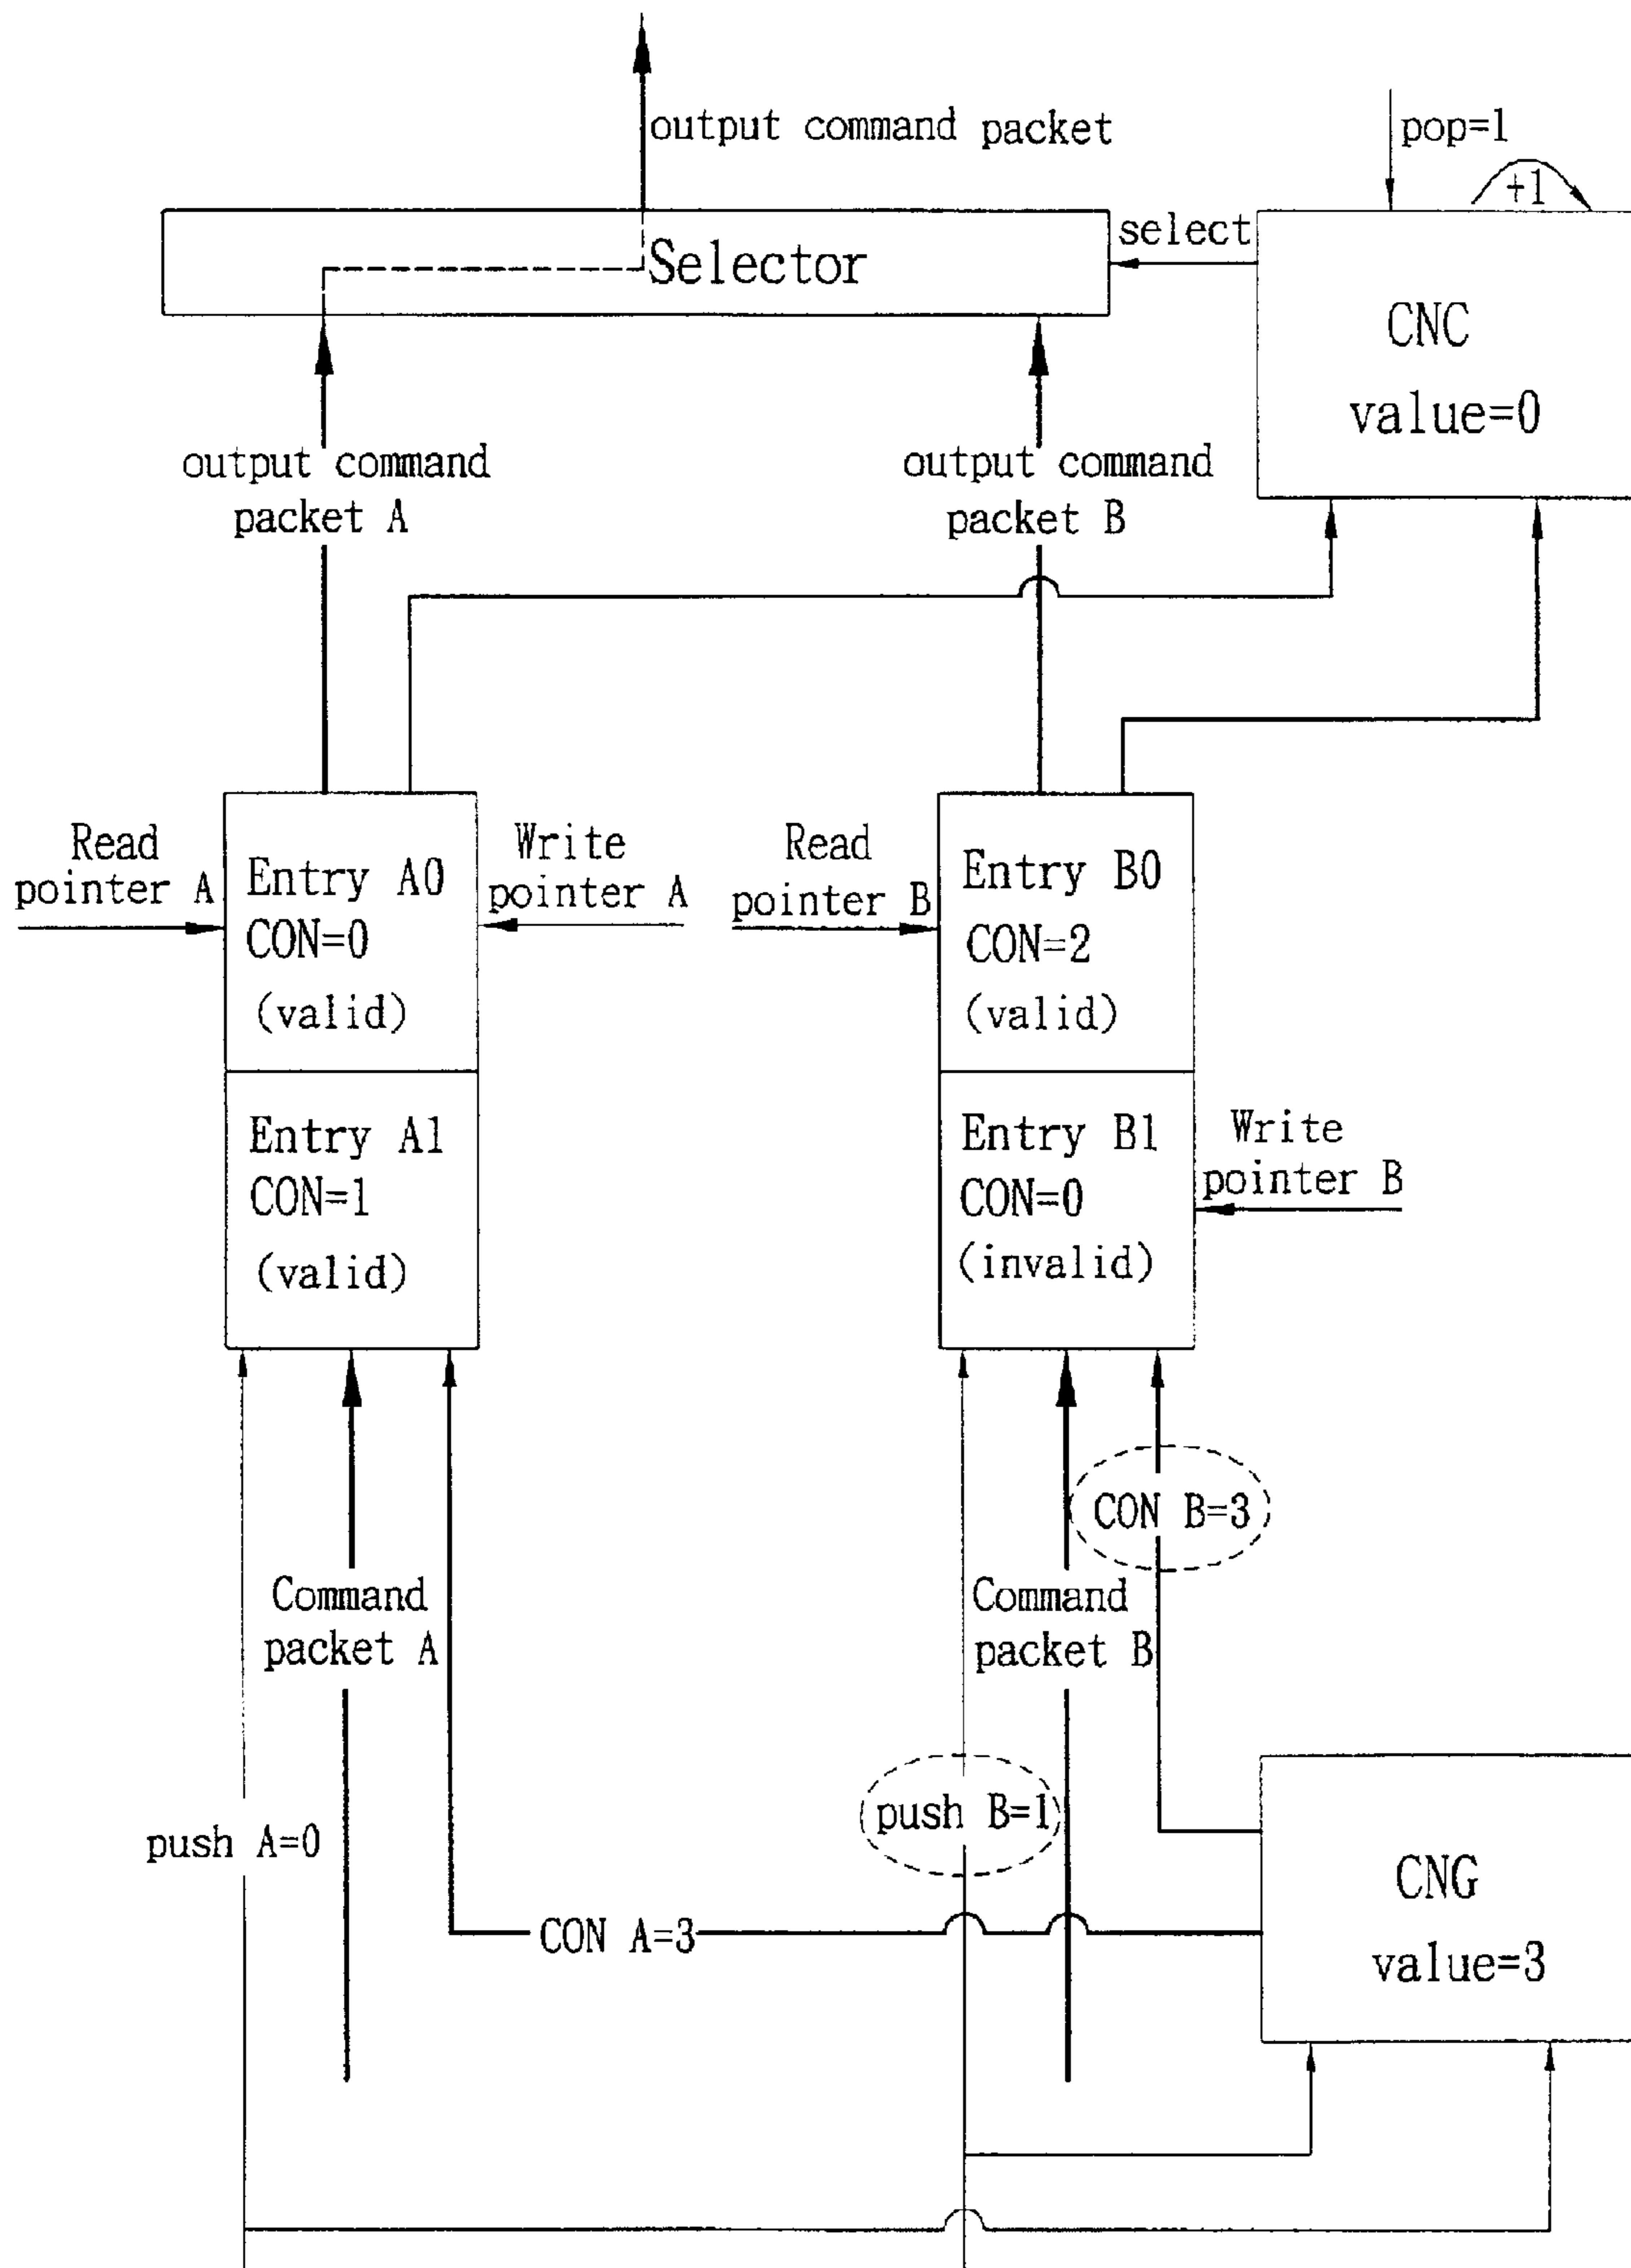 output command packet
pop=1
+1
select
Selector
CNC
value=0
output command
packet A
output command
packet B
Read
pointer A
Entry A0
CON=0
(valid)
Write
pointer A
Read
pointer B
Entry B0
CON=2
(valid)
Entry A1
CON=1
(valid)
Entry B1
CON=0
(invalid)
Write
pointer B
CON B=3
Command
packet A
Command
packet B
push A=0
push B=1
CON A=3
CNG
value=3